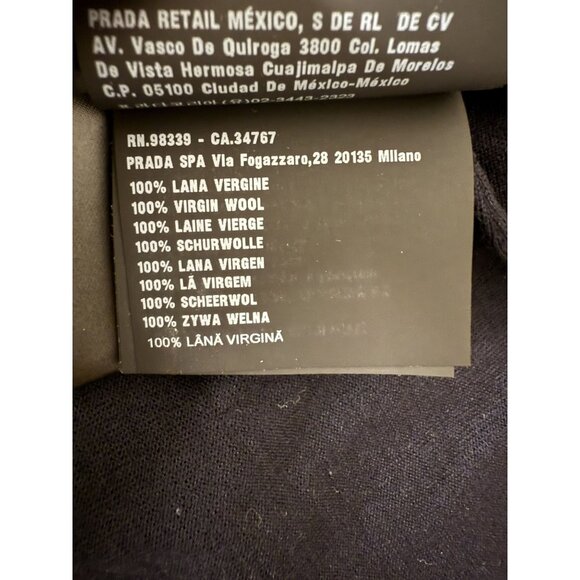 PRADA RETAIL MÉXICO, S DE RL DE CV
AV. Vasco De Quiroga 3800 Col. Lomas
De Vista Hermosa Cuajimalpa De Morelos
C.P. 05100 Ciudad De México-México
RN.98339 - CA.34767
PRADA SPA Via Fogazzaro,28 20135 Milano
100% LANA VERGINE
100% VIRGIN WOOL
100% LAINE VIERGE
100% SCHURWOLLE
100% LANA VIRGEN
100% LÃ VIRGEM
100% SCHEERWOL
100% ZYWA WELNA
100% LÂNĂ VIRGINĂ